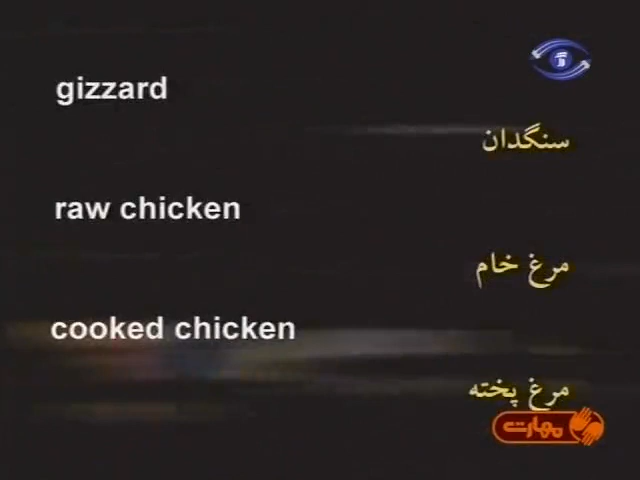 gizzard
سنگدان
raw chicken
مرغ خام
cooked chicken
مرغ پخته
مهارت